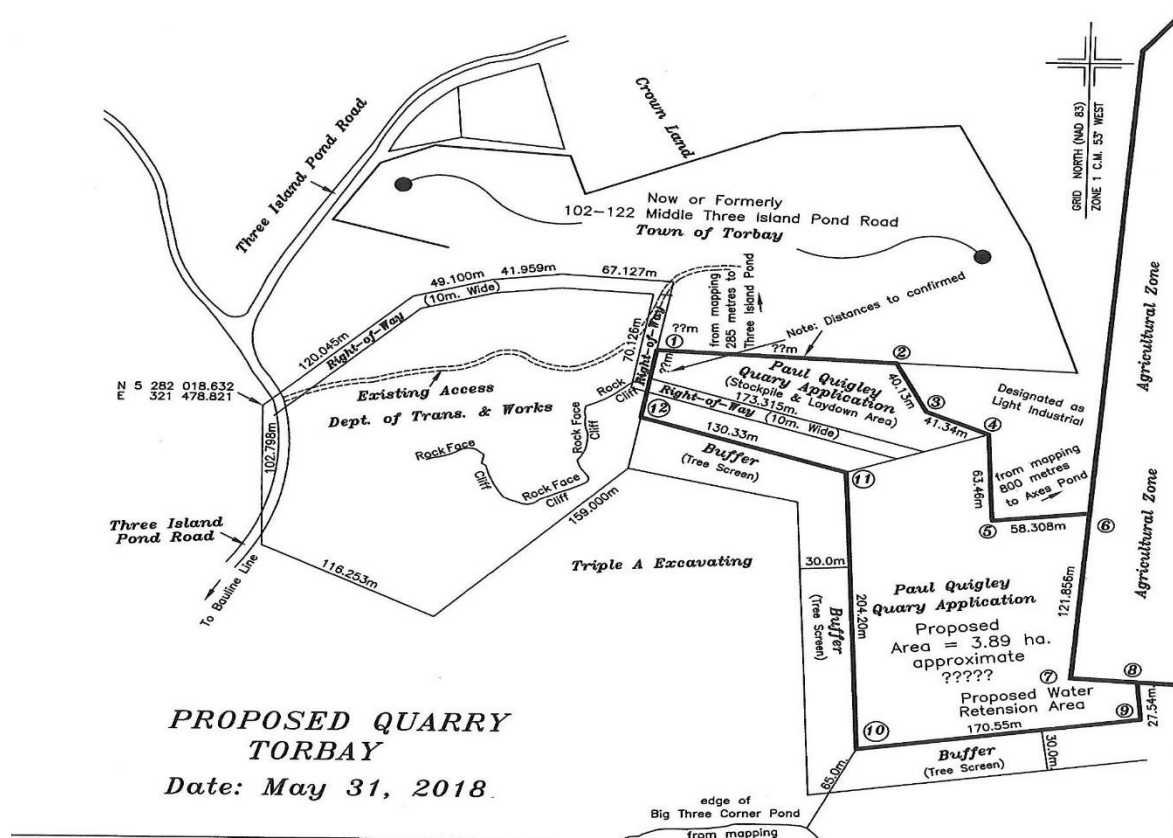 GRID NORTH (NAD 83)
ZONE 1 C.M. 53° WEST
Three Island Pond Road
Crown Land
Now or Formerly
102-122 Middle Three Island Pond Road
Town of Torbay
Agricultural Zone
Agricultural Zone
120.045m
49.100m
41.959m
67.127m
Right-of-Way
(10m. Wide)
70.126m
Right-of-Way
??m
from mapping
285 metres to
Three Island Pond
Note: Distances to confirmed
??m
??m
1
2
3
4
5
6
7
8
9
10
11
12
N 5 282 018.632
E 321 478.821
Existing Access
Dept. of Trans. & Works
Rock Face
Cliff
Rock Face
Cliff
Rock Face
Cliff
Rock
Cliff
Paul Quigley
Quary Application
(Stockpile & Laydown Area)
Right-of-Way (10m. Wide)
173.315m.
40.13m
41.34m
Designated as
Light Industrial
from mapping
800 metres
to Axes Pond
63.46m
58.308m
130.33m
Buffer
(Tree Screen)
102.798m
Three Island
Pond Road
To Bauline Line
116.253m
159.000m
Triple A Excavating
30.0m
Buffer
(Tree Screen)
204.20m
Paul Quigley
Quary Application
Proposed
Area = 3.89 ha.
approximate
?????
121.856m
Proposed Water
Retension Area
170.55m
27.54m
Buffer
(Tree Screen)
30.0m
65.0m.
edge of
Big Three Corner Pond
from mapping
PROPOSED QUARRY
TORBAY
Date: May 31, 2018